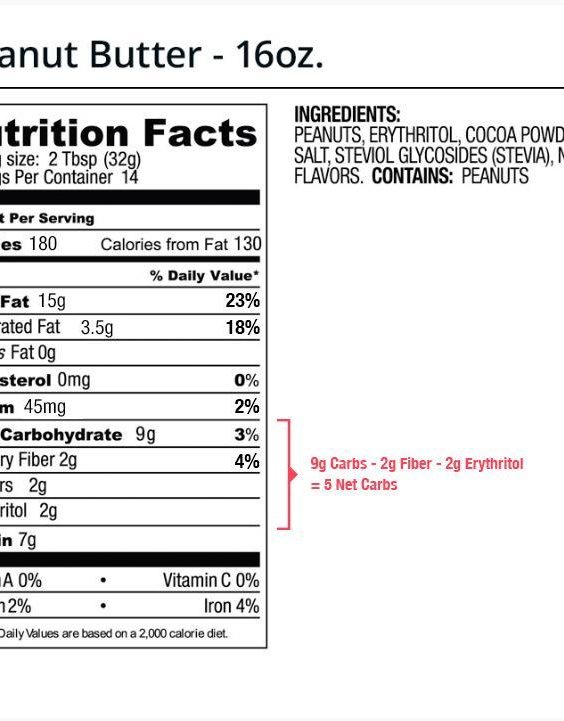 anut Butter - 16oz.
trition Facts
size: 2 Tbsp (32g)
s Per Container 14
t Per Serving
es 180 Calories from Fat 130
% Daily Value*
Fat 15g 23%
ated Fat 3.5g 18%
s Fat 0g
sterol 0mg 0%
m 45mg 2%
Carbohydrate 9g 3%
ry Fiber 2g 4%
rs 2g
ritol 2g
in 7g
A 0% • Vitamin C 0%
2% • Iron 4%
Daily Values are based on a 2,000 calorie diet.
INGREDIENTS:
PEANUTS, ERYTHRITOL, COCOA POWD
SALT, STEVIOL GLYCOSIDES (STEVIA), N
FLAVORS. CONTAINS: PEANUTS
9g Carbs - 2g Fiber - 2g Erythritol
= 5 Net Carbs